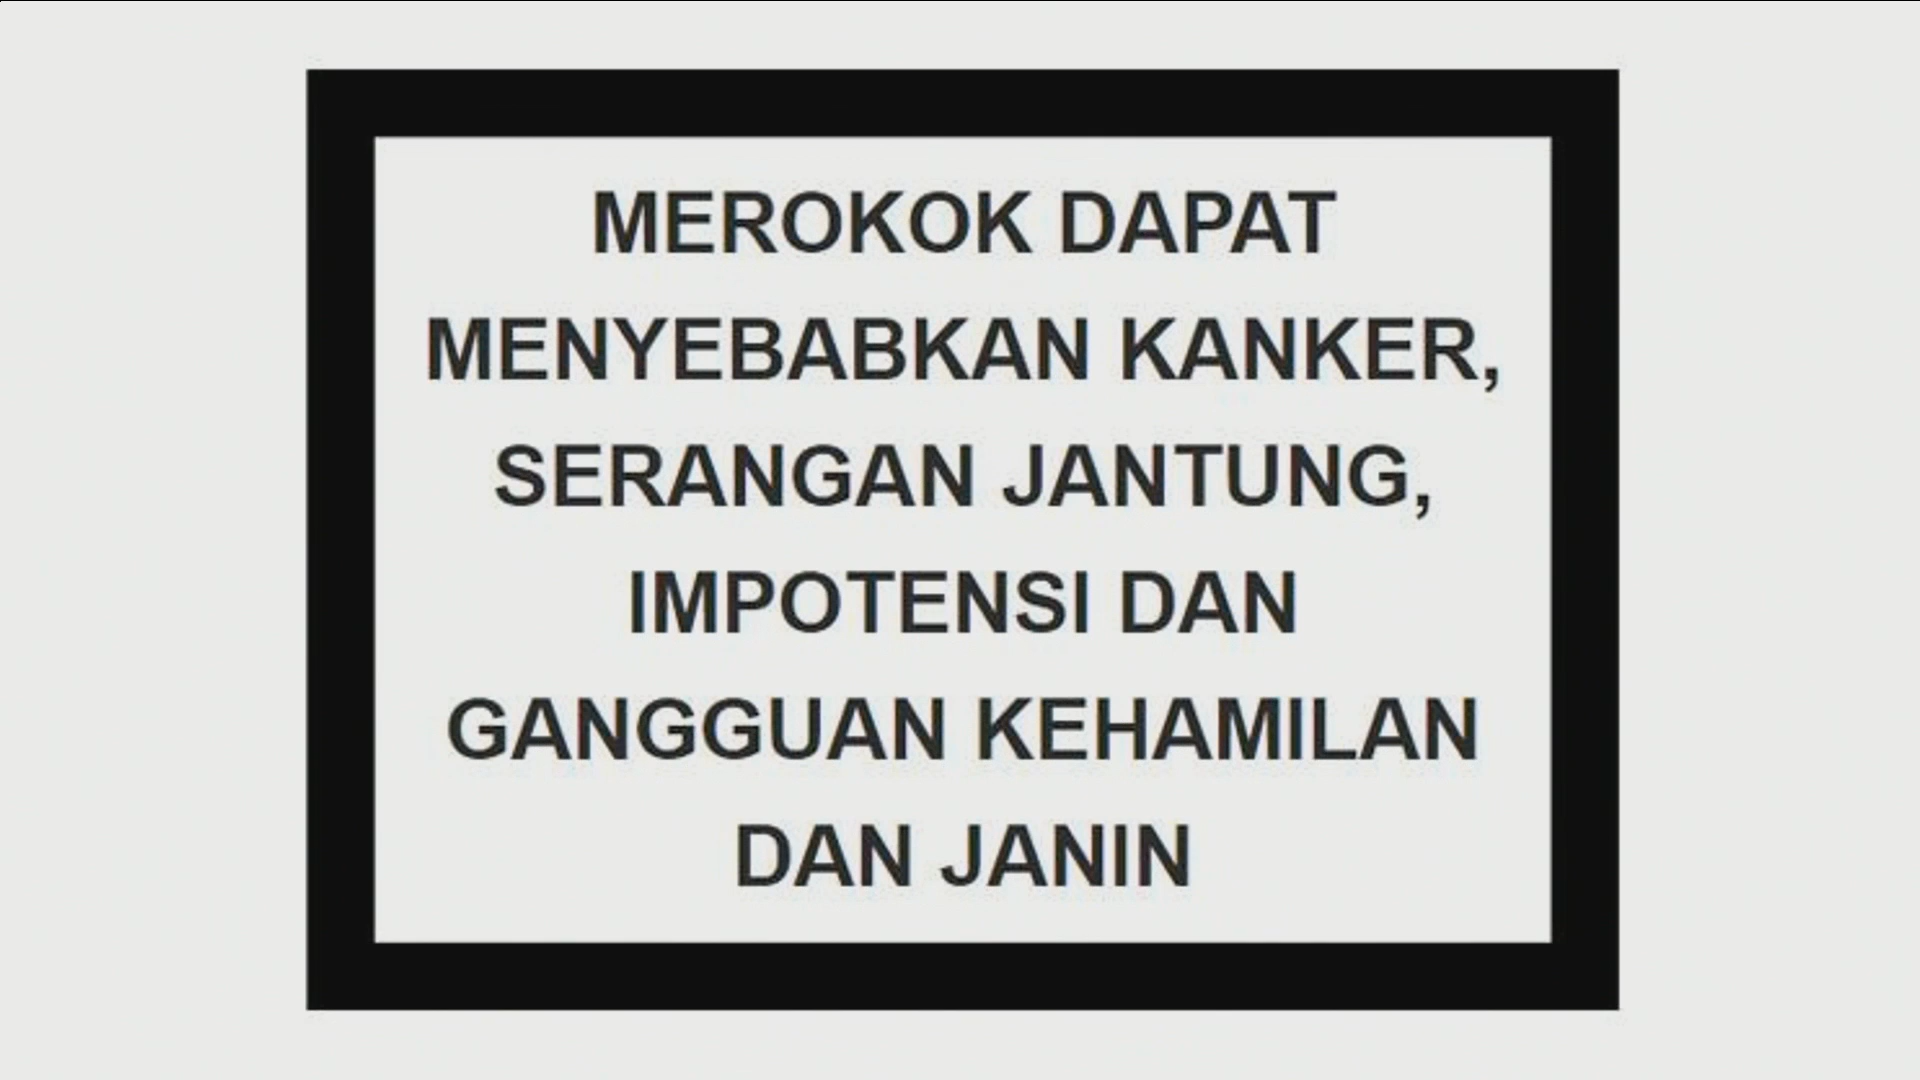 MEROKOK DAPAT
MENYEBABKAN KANKER,
SERANGAN JANTUNG,
IMPOTENSI DAN
GANGGUAN KEHAMILAN
DAN JANIN